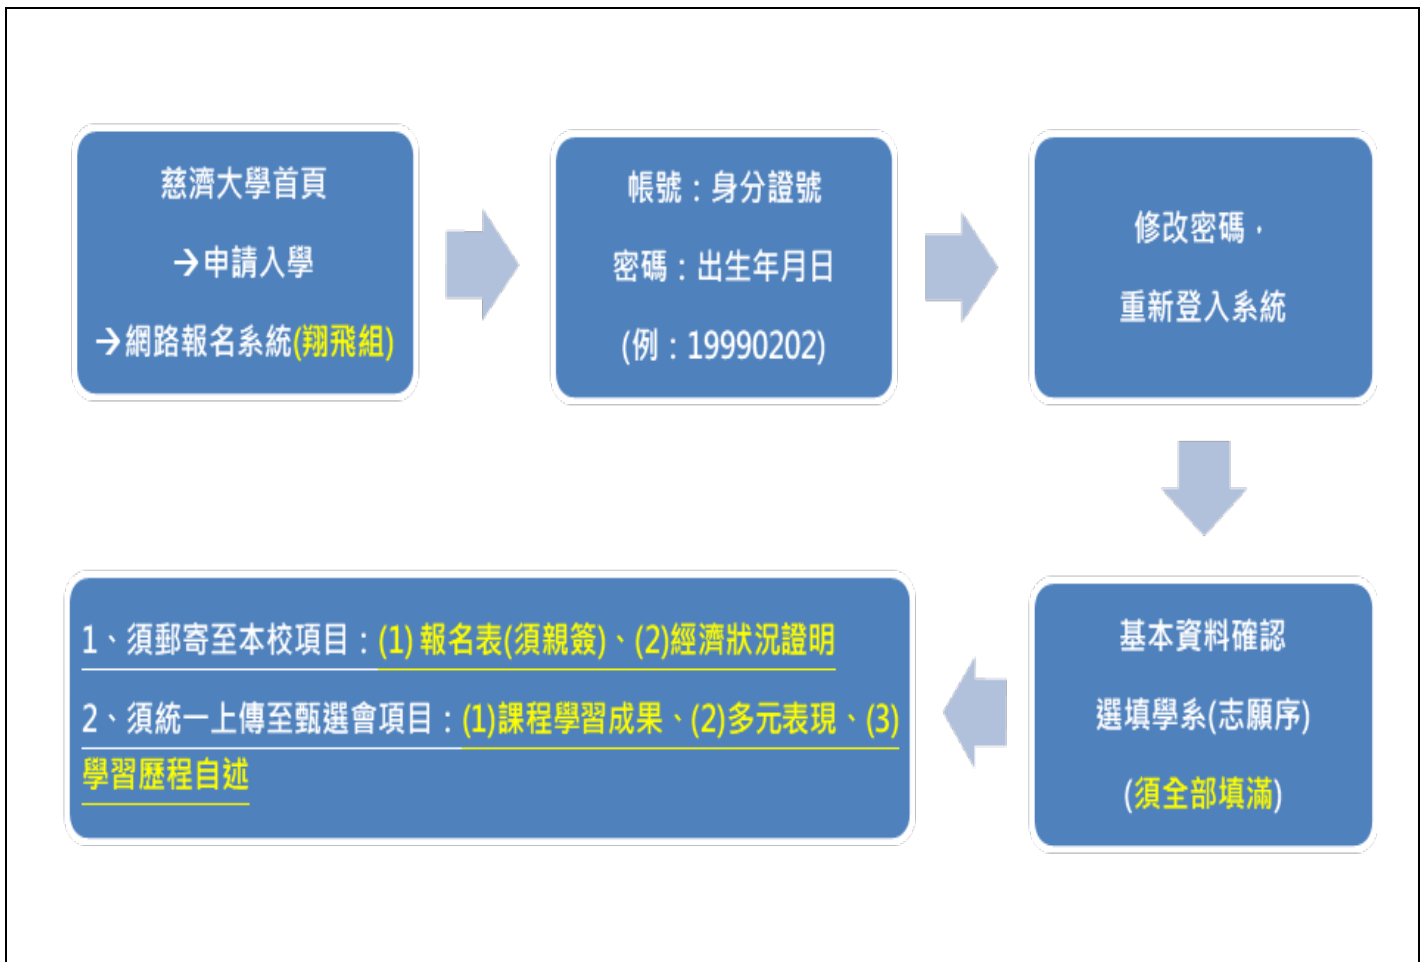 慈濟大學首頁
→申請入學
→網路報名系統(翔飛組)
帳號：身分證號
密碼：出生年月日
(例：19990202)
修改密碼，
重新登入系統
基本資料確認
選填學系(志願序)
(須全部填滿)
1、須郵寄至本校項目：(1) 報名表(須親簽)、(2)經濟狀況證明
2、須統一上傳至甄選會項目：(1)課程學習成果、(2)多元表現、(3)
學習歷程自述